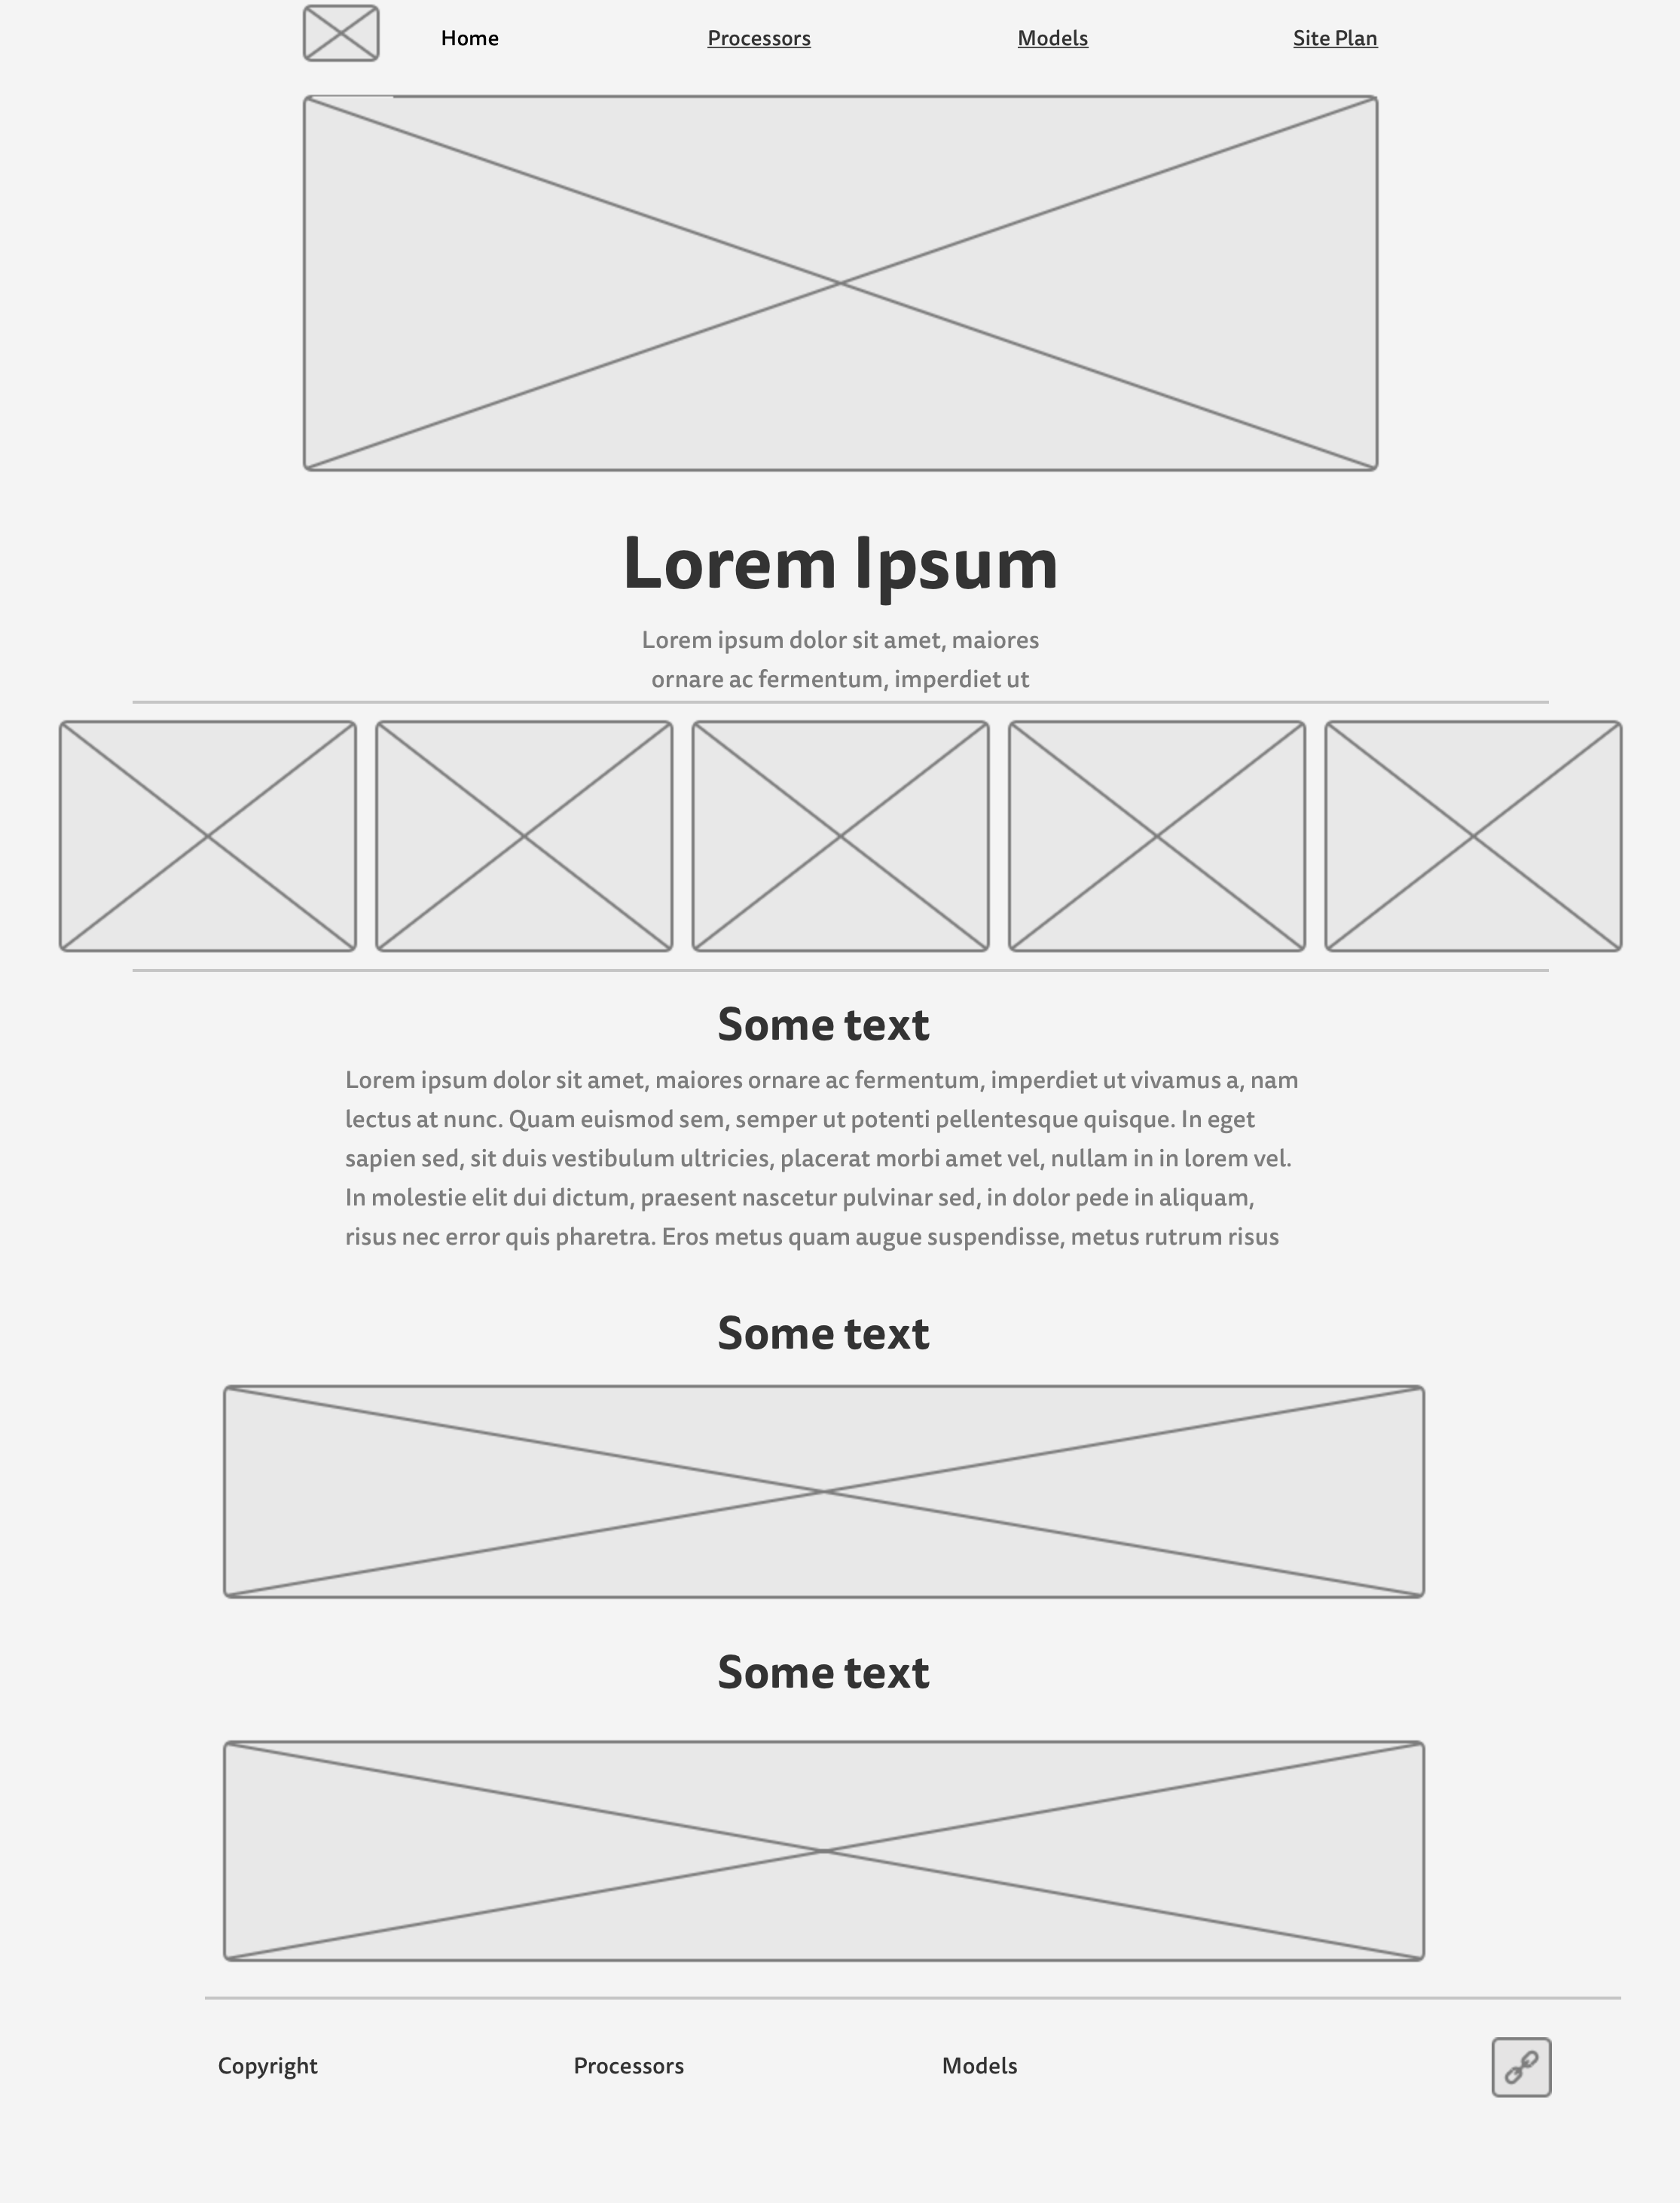 Home Processors Models Site Plan
Lorem Ipsum
Lorem ipsum dolor sit amet, maiores
ornare ac fermentum, imperdiet ut
Some text
Lorem ipsum dolor sit amet, maiores ornare ac fermentum, imperdiet ut vivamus a, nam
lectus at nunc. Quam euismod sem, semper ut potenti pellentesque quisque. In eget
sapien sed, sit duis vestibulum ultricies, placerat morbi amet vel, nullam in in lorem vel.
In molestie elit dui dictum, praesent nascetur pulvinar sed, in dolor pede in aliquam,
risus nec error quis pharetra. Eros metus quam augue suspendisse, metus rutrum risus
Some text
Some text
Copyright Processors Models